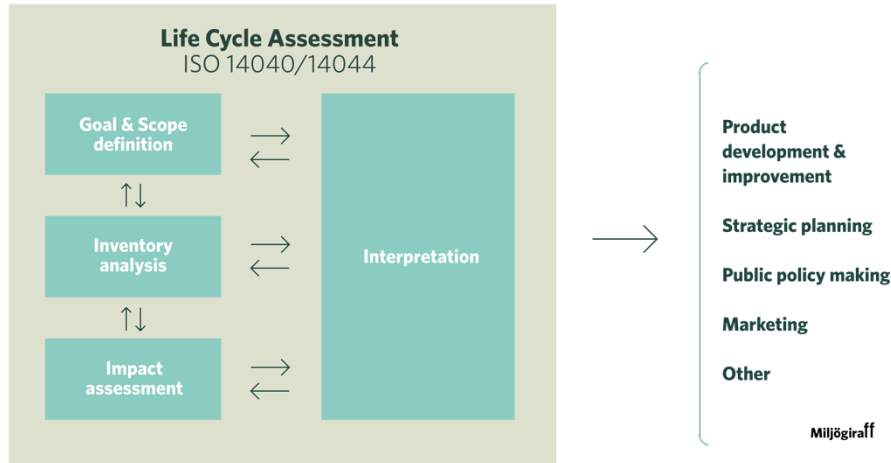 Life Cycle Assessment
ISO 14040/14044
Goal & Scope
definition
Inventory
analysis
Impact
assessment
Interpretation
Product
development &
improvement
Strategic planning
Public policy making
Marketing
Other
Miljögiraff